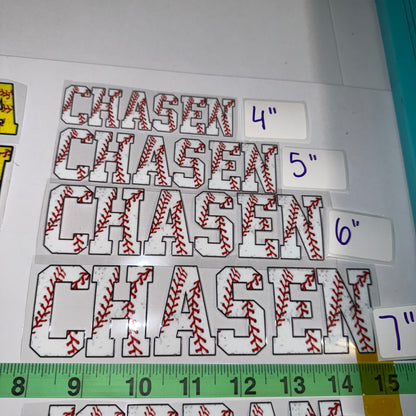 CHASEN 4"
CHASEN 5"
CHASEN 6"
CHASEN 7"
8 9 10 11 12 13 14 15